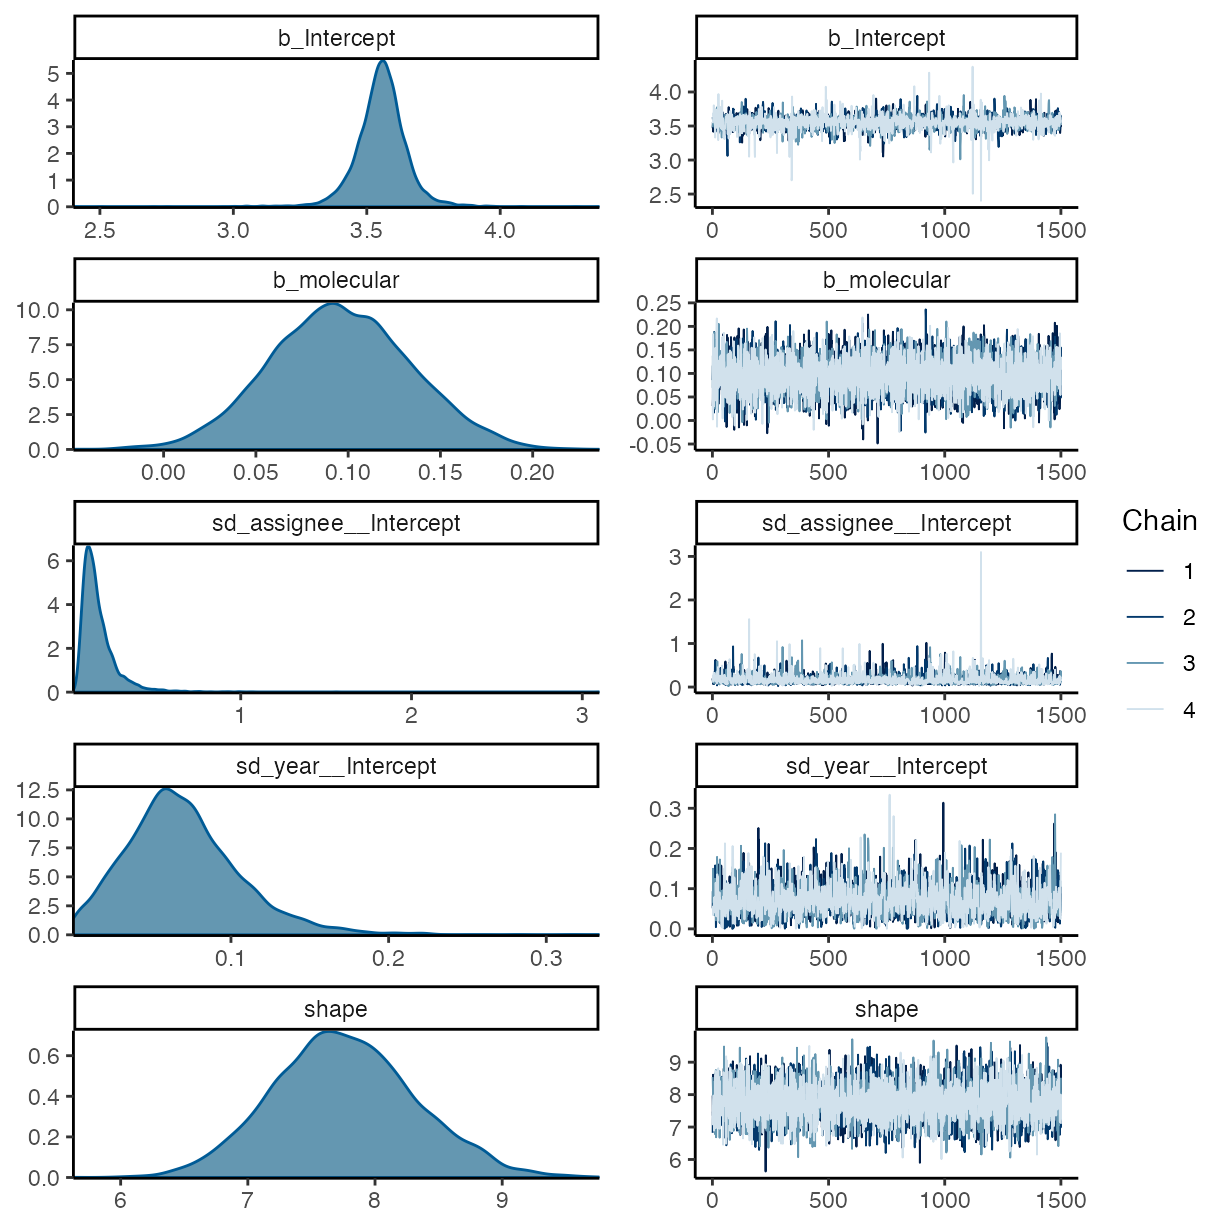 b_Intercept
5
4
3
2
1
0
2.5 3.0 3.5 4.0
b_Intercept
4.0
3.5
3.0
2.5
0 500 1000 1500
b_molecular
10.0
7.5
5.0
2.5
0.0
0.00 0.05 0.10 0.15 0.20
b_molecular
0.25
0.20
0.15
0.10
0.05
0.00
-0.05
0 500 1000 1500
sd_assignee__Intercept
6
4
2
0
1 2 3
sd_assignee__Intercept
3
2
1
0
0 500 1000 1500
sd_year__Intercept
12.5
10.0
7.5
5.0
2.5
0.0
0.1 0.2 0.3
sd_year__Intercept
0.3
0.2
0.1
0.0
0 500 1000 1500
shape
0.6
0.4
0.2
0.0
6 7 8 9
shape
9
8
7
6
0 500 1000 1500
Chain
1
2
3
4